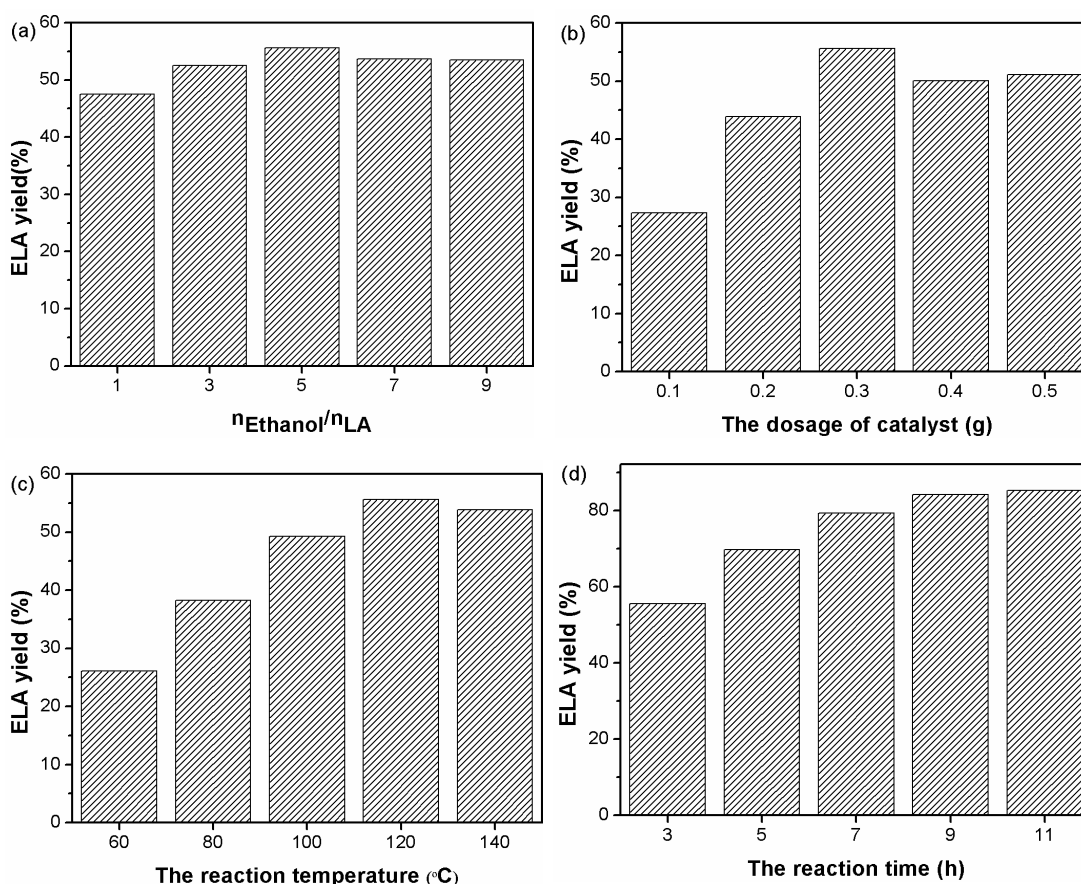 (a)
ELA yield(%)
60
50
40
30
20
10
0
1 3 5 7 9
nEthanol/nLA
(b)
ELA yield (%)
60
50
40
30
20
10
0
0.1 0.2 0.3 0.4 0.5
The dosage of catalyst (g)
(c)
ELA yield (%)
60
50
40
30
20
10
0
60 80 100 120 140
The reaction temperature (°C)
(d)
ELA yield (%)
80
60
40
20
0
3 5 7 9 11
The reaction time (h)